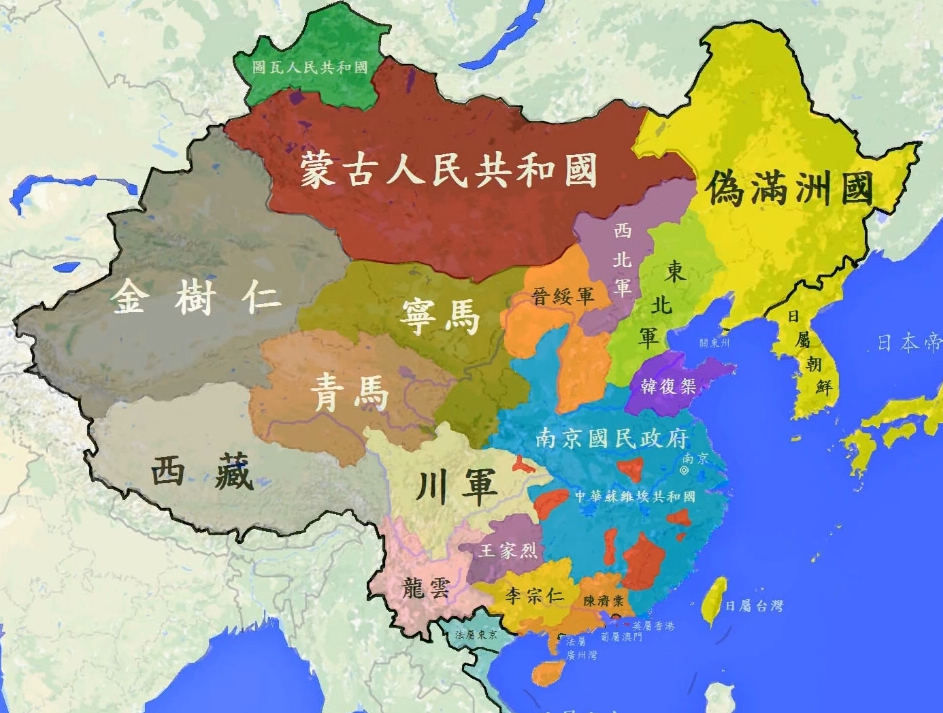 圖瓦人民共和國
蒙古人民共和國
偽滿洲國
西北軍
東北軍
金樹仁
寧馬
晉綏軍
日屬朝鮮
關東州
日本帝
青馬
韓復榘
西藏
川軍
南京國民政府
南京
中華蘇維埃共和國
王家烈
龍雲
李宗仁
陳濟棠
日屬台灣
英屬香港
葡屬澳門
法屬東京
法屬
廣州灣